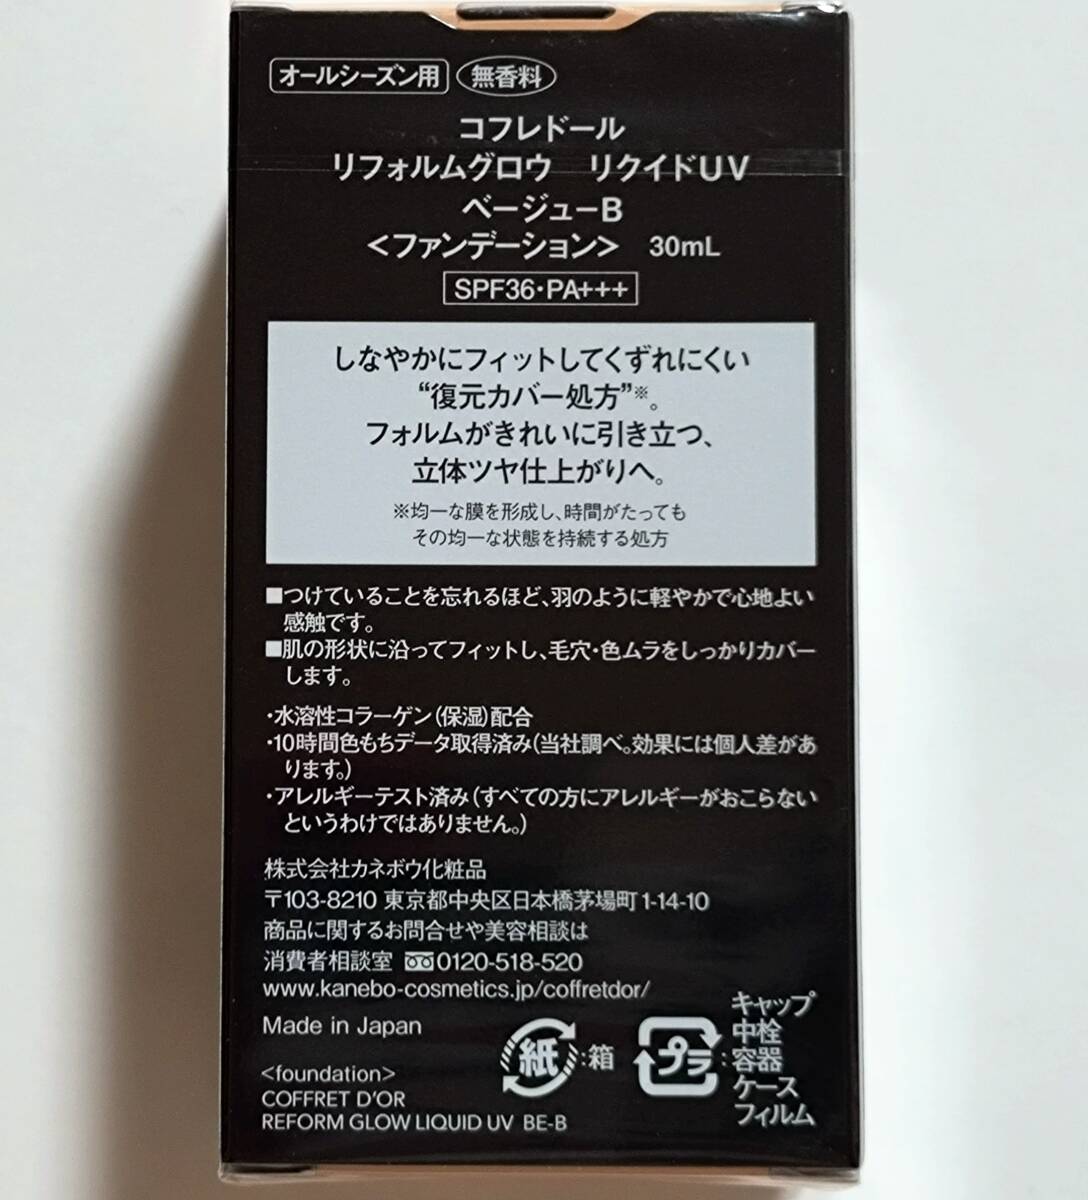 オールシーズン用 無香料
コフレドール
リフォルムグロウ リクイドUV
ベージューB
＜ファンデーション＞ 30mL
SPF36・PA+++
しなやかにフィットしてくずれにくい
“復元カバー処方”※。
フォルムがきれいに引き立つ、
立体ツヤ仕上がりへ。
※均一な膜を形成し、時間がたっても
その均一な状態を持続する処方
■つけていることを忘れるほど、羽のように軽やかで心地よい
感触です。
■肌の形状に沿ってフィットし、毛穴・色ムラをしっかりカバー
します。
・水溶性コラーゲン（保湿）配合
・10時間色もちデータ取得済み（当社調べ。効果には個人差があ
ります。）
・アレルギーテスト済み（すべての方にアレルギーがおこらない
というわけではありません。）
株式会社カネボウ化粧品
〒103-8210 東京都中央区日本橋茅場町1-14-10
商品に関するお問合せや美容相談は
消費者相談室 0120-518-520
www.kanebo-cosmetics.jp/coffretdor/
Made in Japan
紙:箱
プラ:キャップ
中栓
容器
ケース
フィルム
<foundation>
COFFRET D'OR
REFORM GLOW LIQUID UV BE-B